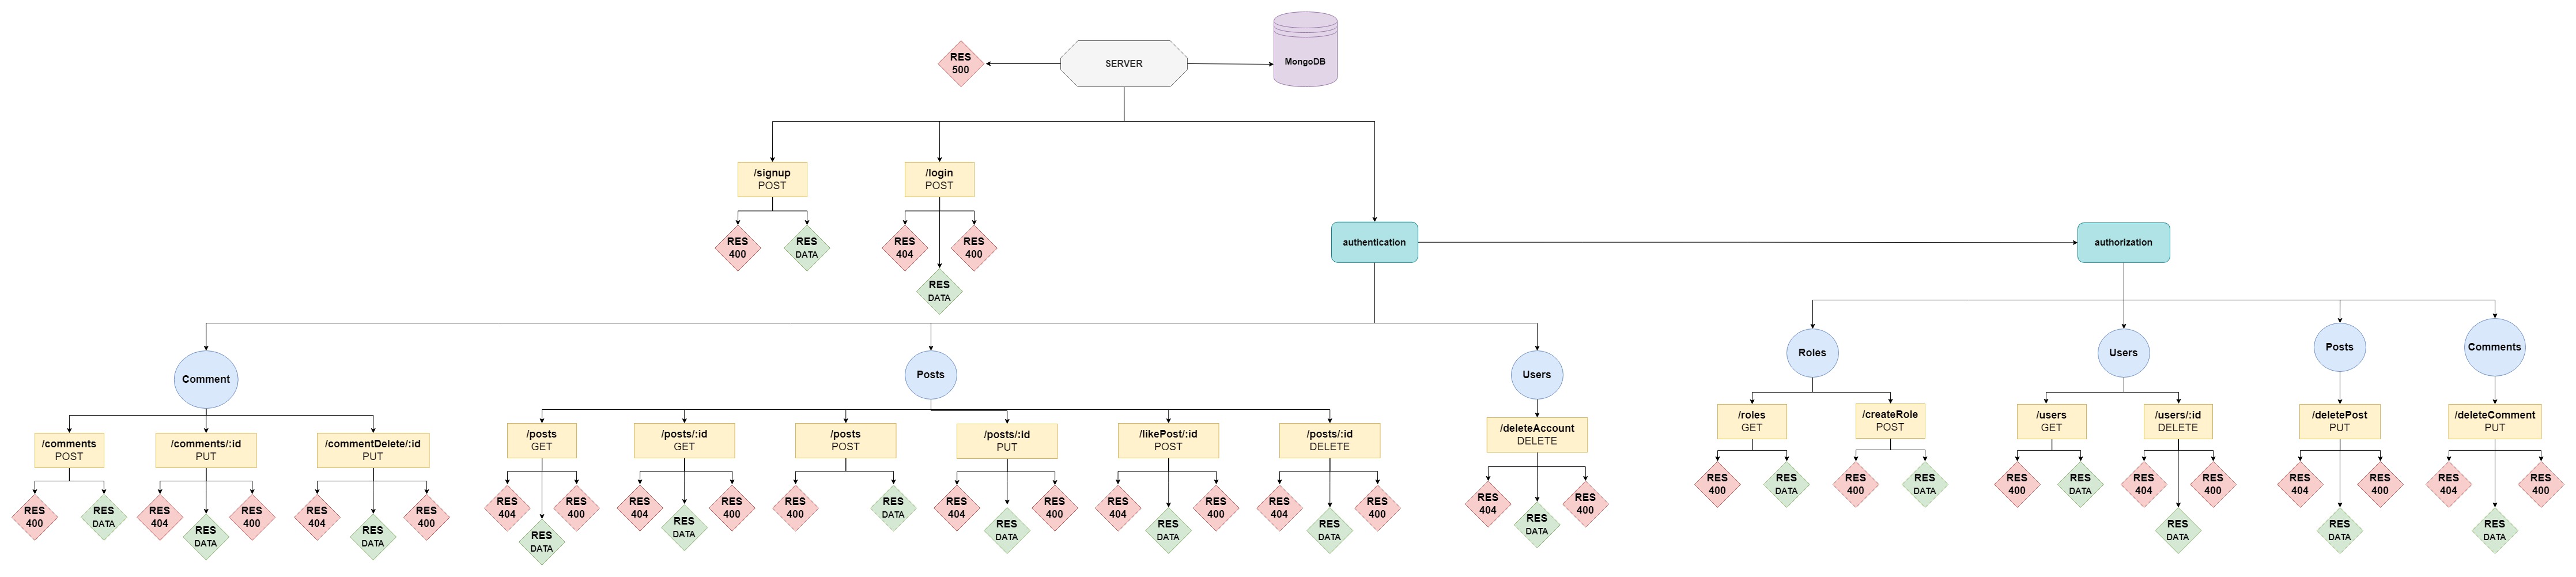 RES
500
SERVER
MongoDB
/signup
POST
/login
POST
RES
400
RES
DATA
RES
404
RES
400
RES
DATA
authentication
authorization
Comment
Posts
Users
Roles
Users
Posts
Comments
/comments
POST
/comments/:id
PUT
/commentDelete/:id
PUT
/posts
GET
/posts/:id
GET
/posts
POST
/posts/:id
PUT
/likePost/:id
POST
/posts/:id
DELETE
/deleteAccount
DELETE
/roles
GET
/createRole
POST
/users
GET
/users/:id
DELETE
/deletePost
PUT
/deleteComment
PUT
RES
400
RES
DATA
RES
404
RES
DATA
RES
400
RES
404
RES
DATA
RES
400
RES
404
RES
DATA
RES
400
RES
404
RES
DATA
RES
400
RES
400
RES
DATA
RES
404
RES
DATA
RES
400
RES
404
RES
DATA
RES
400
RES
404
RES
DATA
RES
400
RES
404
RES
DATA
RES
400
RES
400
RES
DATA
RES
400
RES
DATA
RES
400
RES
DATA
RES
404
RES
DATA
RES
400
RES
404
RES
DATA
RES
400
RES
404
RES
DATA
RES
400